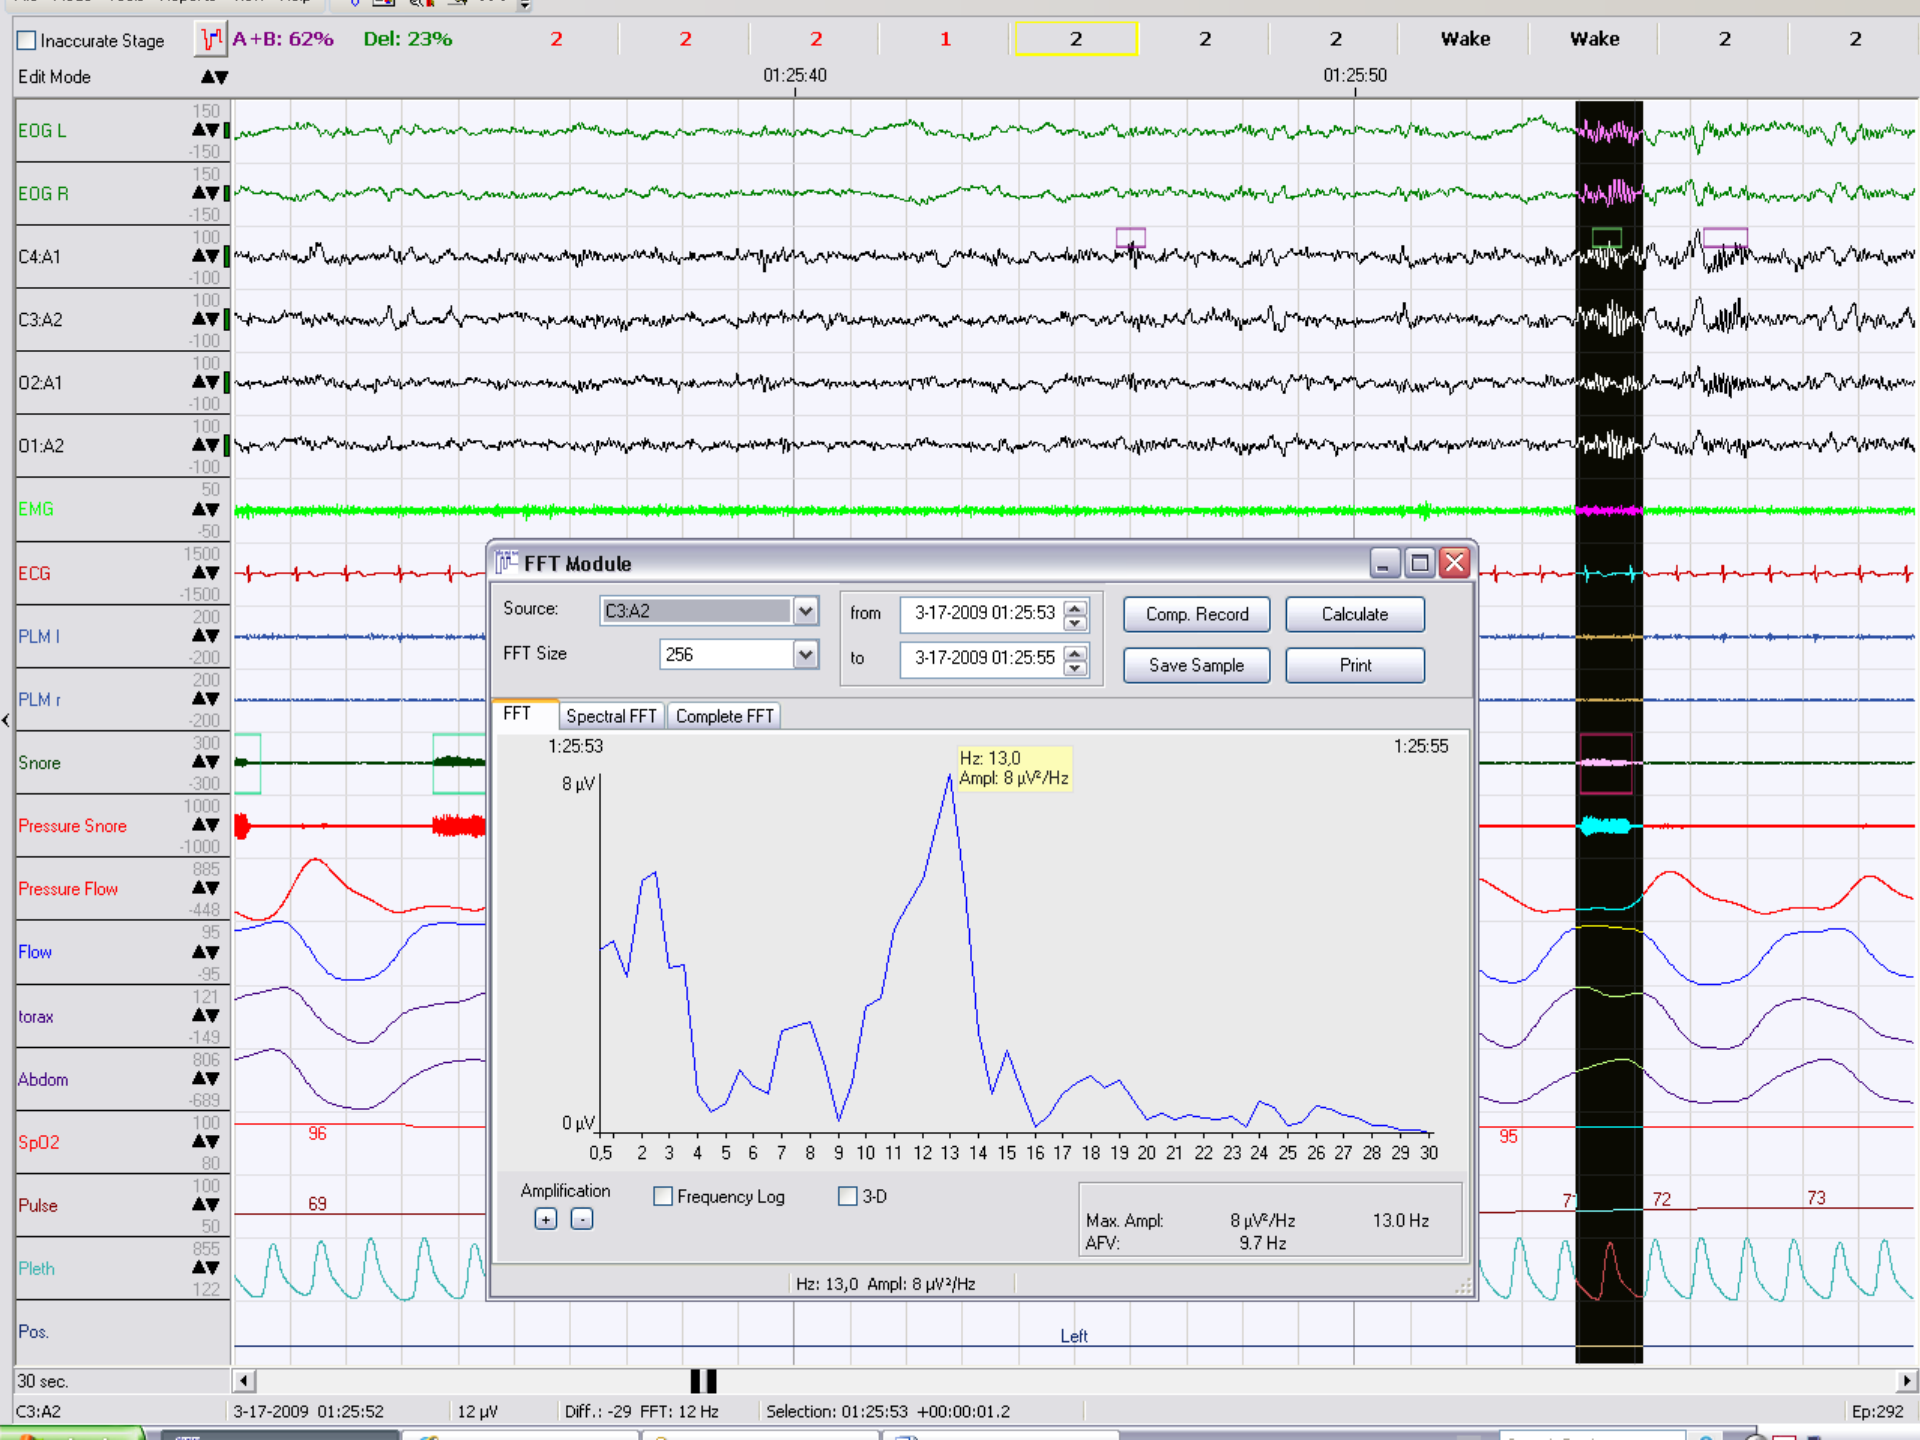 Inaccurate Stage A+B: 62% Del: 23% 2 2 2 1 2 2 2 Wake Wake 2 2
Edit Mode 01:25:40 01:25:50
150
EOG L
-150
150
EOG R
-150
100
C4:A1
-100
100
C3:A2
-100
100
O2:A1
-100
100
O1:A2
-100
50
EMG
-50
1500
ECG
-1500
200
PLM l
-200
200
PLM r
-200
300
Snore
-300
1000
Pressure Snore
-1000
885
Pressure Flow
-448
95
Flow
-95
121
torax
-149
806
Abdom
-689
100
SpO2 96 95
80
100
Pulse 69 71 72 73
50
855
Pleth
122
Pos. Left
FFT Module
Source: C3:A2 from 3-17-2009 01:25:53 Comp. Record Calculate
FFT Size 256 to 3-17-2009 01:25:55 Save Sample Print
FFT Spectral FFT Complete FFT
1:25:53 1:25:55
Hz: 13,0
Ampl: 8 µV²/Hz
8 µV
0 µV
0,5 2 3 4 5 6 7 8 9 10 11 12 13 14 15 16 17 18 19 20 21 22 23 24 25 26 27 28 29 30
Amplification Frequency Log 3-D
+ -
Max. Ampl: 8 µV²/Hz 13.0 Hz
AFV: 9.7 Hz
Hz: 13,0 Ampl: 8 µV²/Hz
30 sec.
C3:A2 3-17-2009 01:25:52 12 µV Diff.: -29 FFT: 12 Hz Selection: 01:25:53 +00:00:01.2 Ep:292